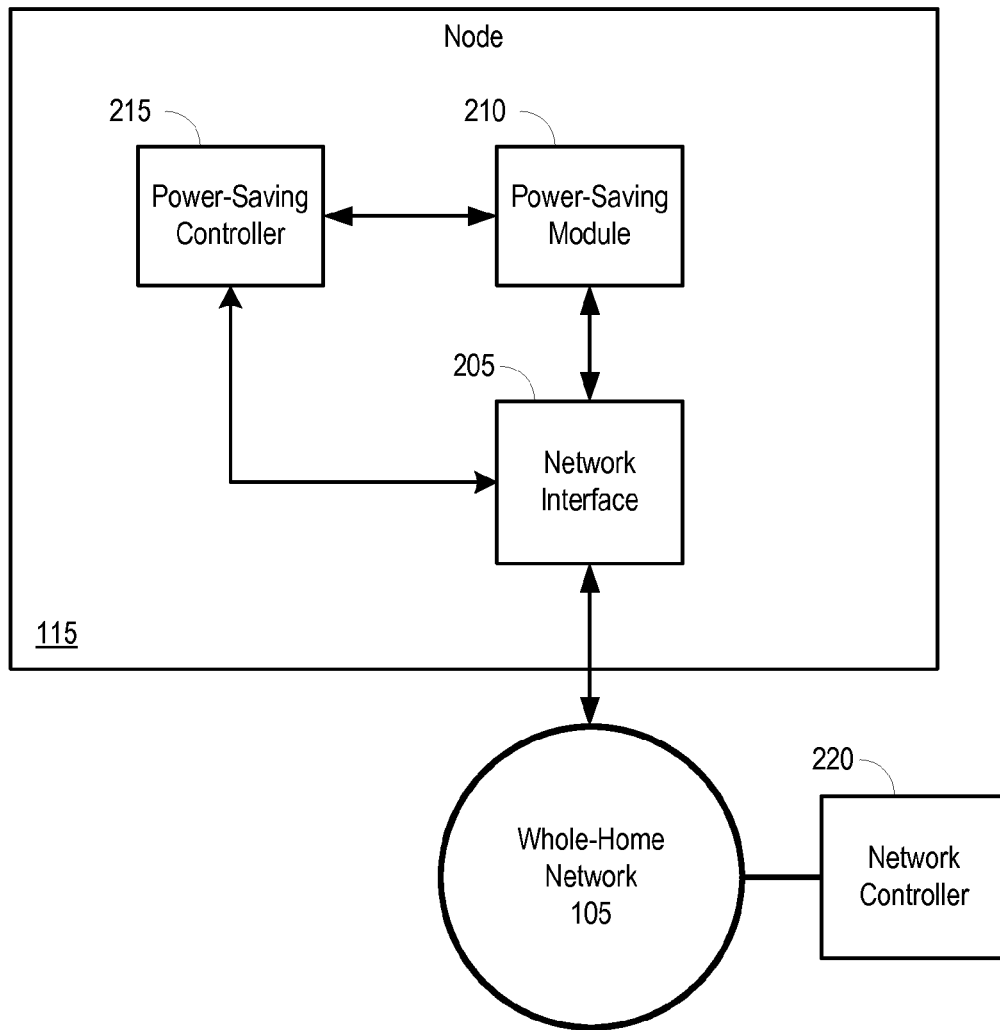 Node
215
210
Power-Saving
Controller
Power-Saving
Module
205
Network
Interface
115
220
Whole-Home
Network
105
Network
Controller